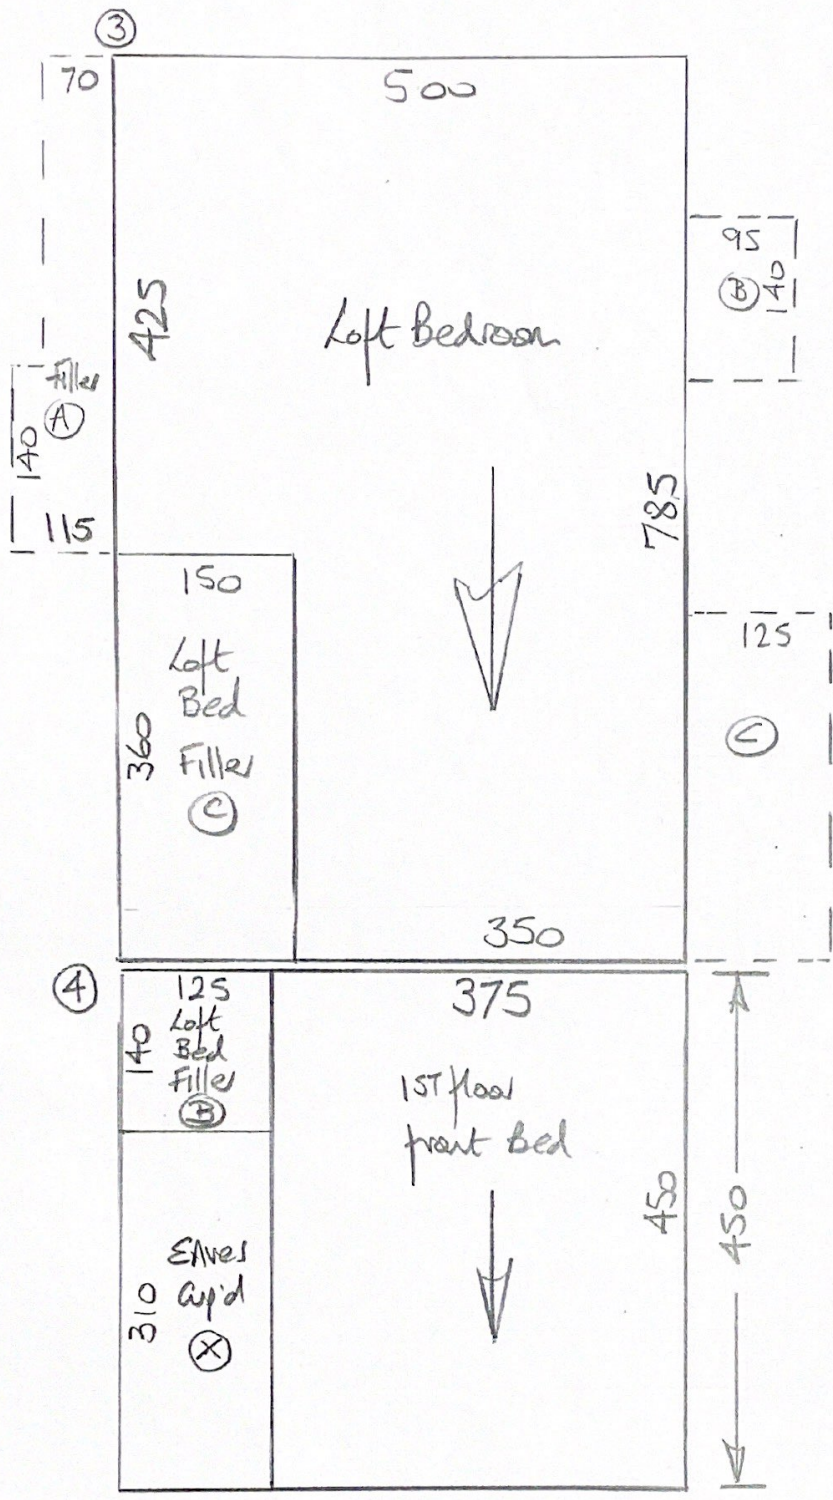 3
70
500
95
B
140
425
Loft Bedroom
Filler
A
140
115
785
150
Loft
Bed
Filler
C
360
125
C
350
4
125
Loft
Bed
Filler
B
140
375
1ST floor
front Bed
450
450
EAves
Cup'd
X
310